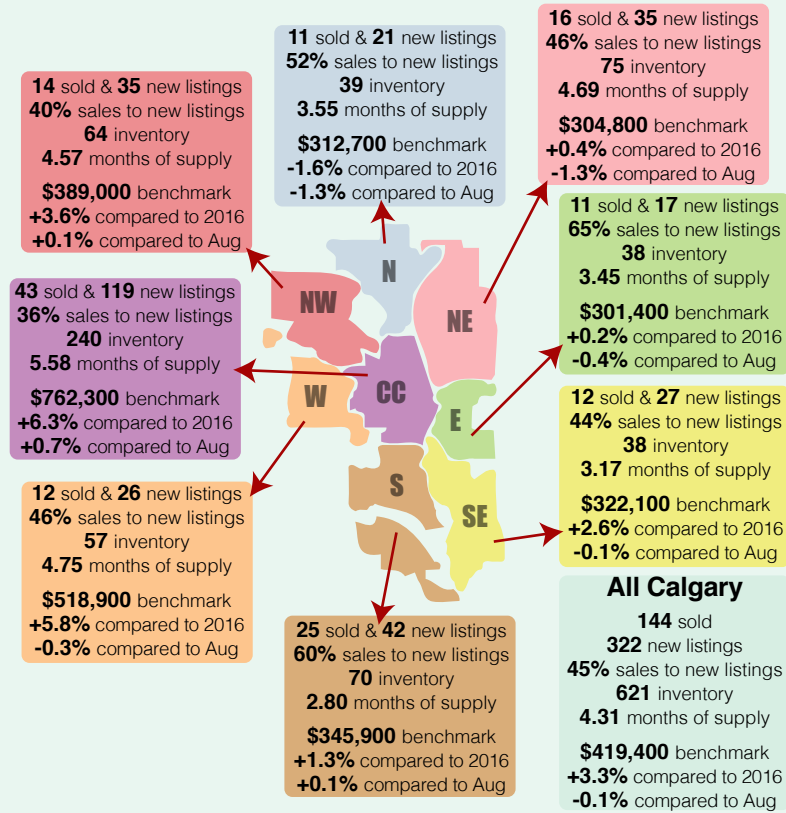 11 sold & 21 new listings
52% sales to new listings
39 inventory
3.55 months of supply
$312,700 benchmark
-1.6% compared to 2016
-1.3% compared to Aug
16 sold & 35 new listings
46% sales to new listings
75 inventory
4.69 months of supply
$304,800 benchmark
+0.4% compared to 2016
-1.3% compared to Aug
14 sold & 35 new listings
40% sales to new listings
64 inventory
4.57 months of supply
$389,000 benchmark
+3.6% compared to 2016
+0.1% compared to Aug
11 sold & 17 new listings
65% sales to new listings
38 inventory
3.45 months of supply
$301,400 benchmark
+0.2% compared to 2016
-0.4% compared to Aug
43 sold & 119 new listings
36% sales to new listings
240 inventory
5.58 months of supply
$762,300 benchmark
+6.3% compared to 2016
+0.7% compared to Aug
N
NW
NE
W
CC
E
S
SE
12 sold & 27 new listings
44% sales to new listings
38 inventory
3.17 months of supply
$322,100 benchmark
+2.6% compared to 2016
-0.1% compared to Aug
12 sold & 26 new listings
46% sales to new listings
57 inventory
4.75 months of supply
$518,900 benchmark
+5.8% compared to 2016
-0.3% compared to Aug
25 sold & 42 new listings
60% sales to new listings
70 inventory
2.80 months of supply
$345,900 benchmark
+1.3% compared to 2016
+0.1% compared to Aug
All Calgary
144 sold
322 new listings
45% sales to new listings
621 inventory
4.31 months of supply
$419,400 benchmark
+3.3% compared to 2016
-0.1% compared to Aug